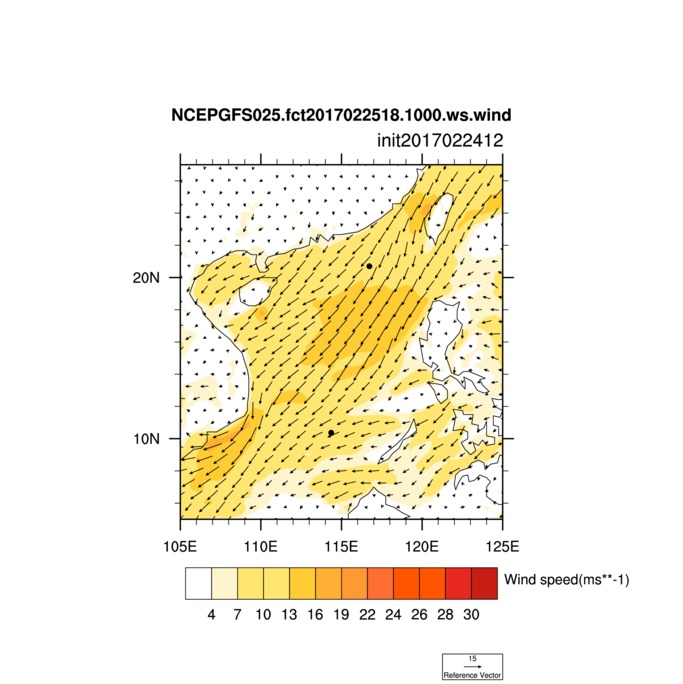 NCEPGFS025.fct2017022518.1000.ws.wind
init2017022412
20N
10N
105E 110E 115E 120E 125E
4 7 10 13 16 19 22 24 26 28 30
Wind speed(ms**-1)
15
Reference Vector